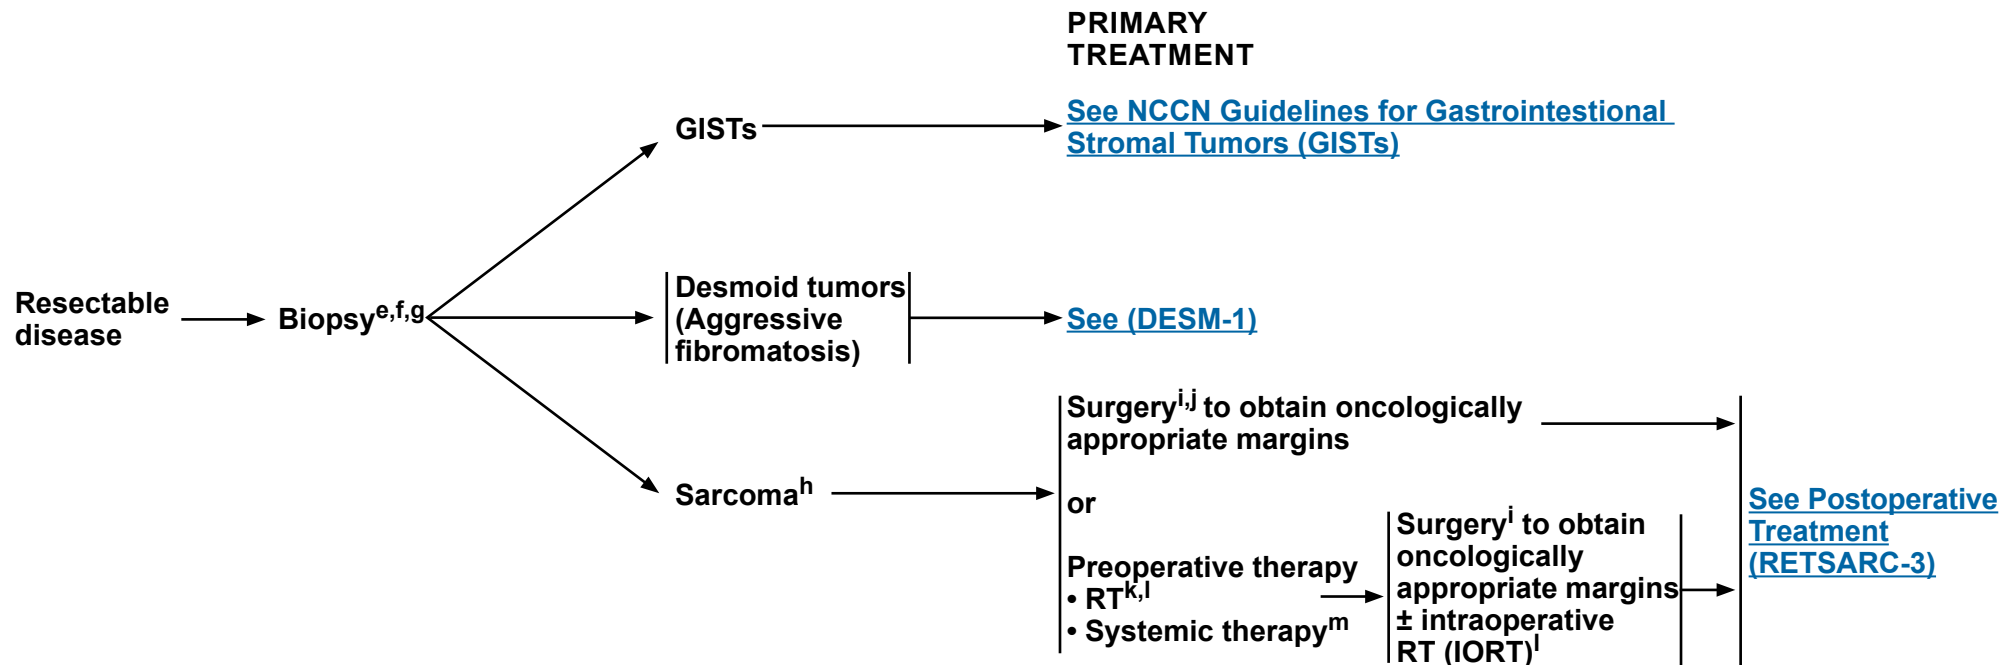 PRIMARY
TREATMENT
GISTs
See NCCN Guidelines for Gastrointestional
Stromal Tumors (GISTs)
Resectable
disease
Biopsye,f,g
Desmoid tumors
(Aggressive
fibromatosis)
See (DESM-1)
Sarcomah
Surgeryi,j to obtain oncologically
appropriate margins
or
Preoperative therapy
• RTk,l
• Systemic therapym
Surgeryi to obtain
oncologically
appropriate margins
± intraoperative
RT (IORT)l
See Postoperative
Treatment
(RETSARC-3)